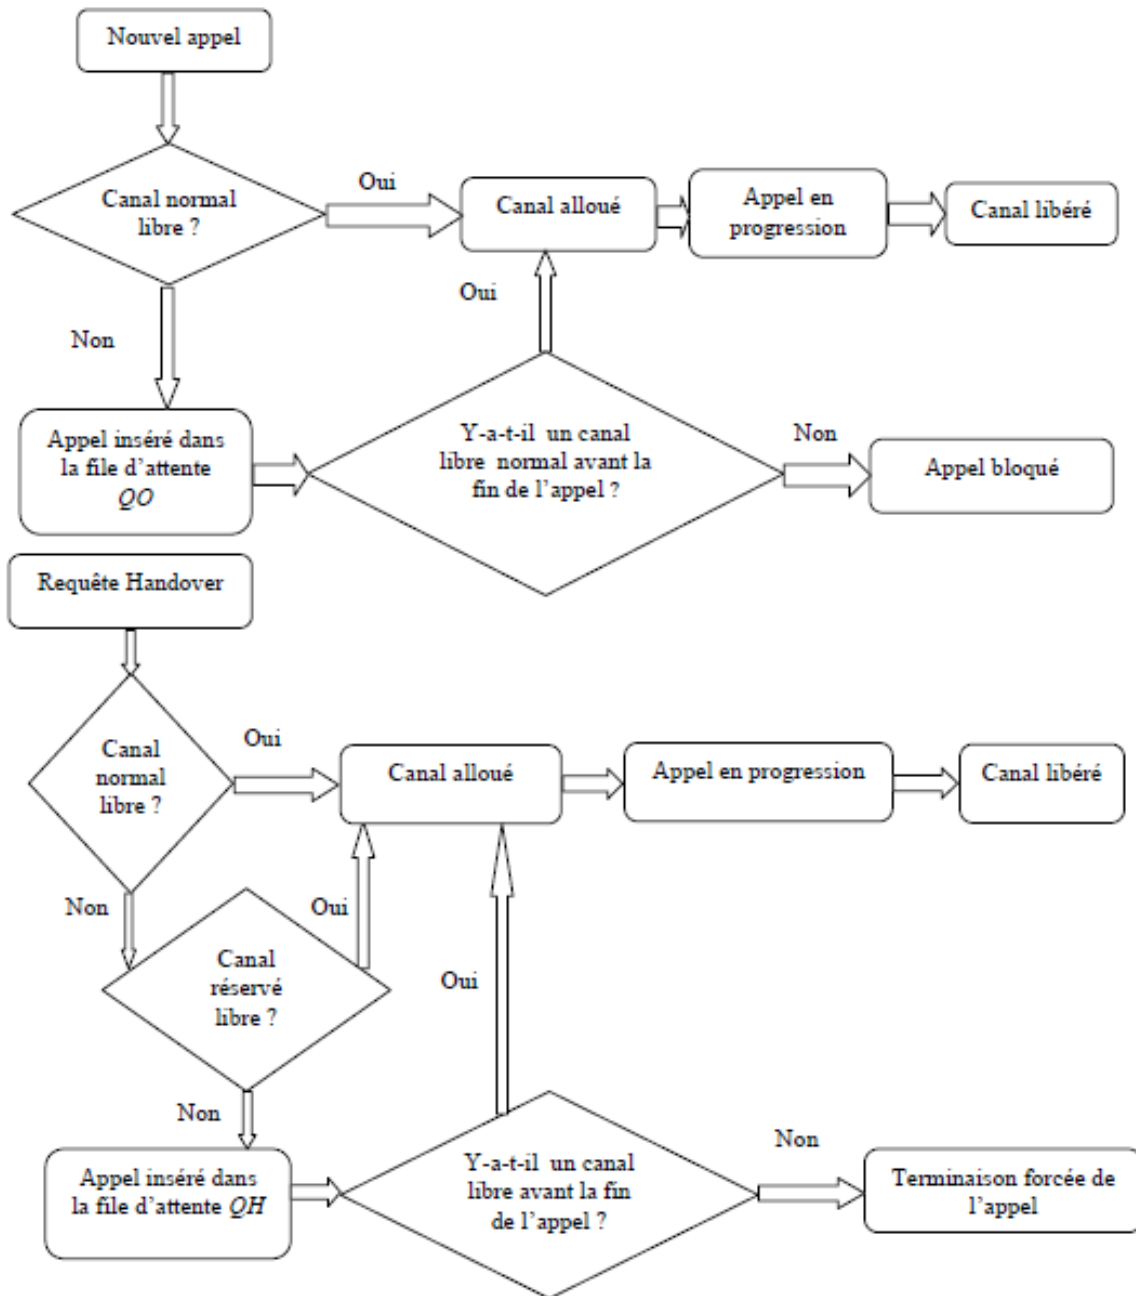 Nouvel appel
Canal normal
libre ?
Oui
Canal alloué
Appel en
progression
Canal libéré
Oui
Non
Appel inséré dans
la file d'attente
QO
Y-a-t-il un canal
libre normal avant la
fin de l'appel ?
Non
Appel bloqué
Requête Handover
Canal
normal
libre ?
Oui
Canal alloué
Appel en progression
Canal libéré
Non
Oui
Canal
réservé
libre ?
Oui
Non
Appel inséré dans
la file d'attente QH
Y-a-t-il un canal
libre avant la fin
de l'appel ?
Non
Terminaison forcée de
l'appel